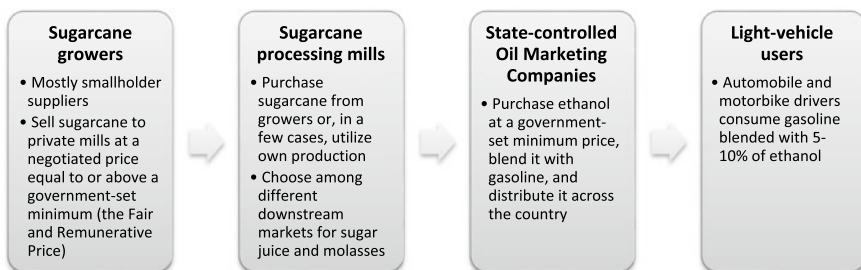 Sugarcane
growers
• Mostly smallholder
suppliers
• Sell sugarcane to
private mills at a
negotiated price
equal to or above a
government-set
minimum (the Fair
and Remunerative
Price)
Sugarcane
processing mills
• Purchase
sugarcane from
growers or, in a
few cases, utilize
own production
• Choose among
different
downstream
markets for sugar
juice and molasses
State-controlled
Oil Marketing
Companies
• Purchase ethanol
at a government-
set minimum price,
blend it with
gasoline, and
distribute it across
the country
Light-vehicle
users
• Automobile and
motorbike drivers
consume gasoline
blended with 5-
10% of ethanol